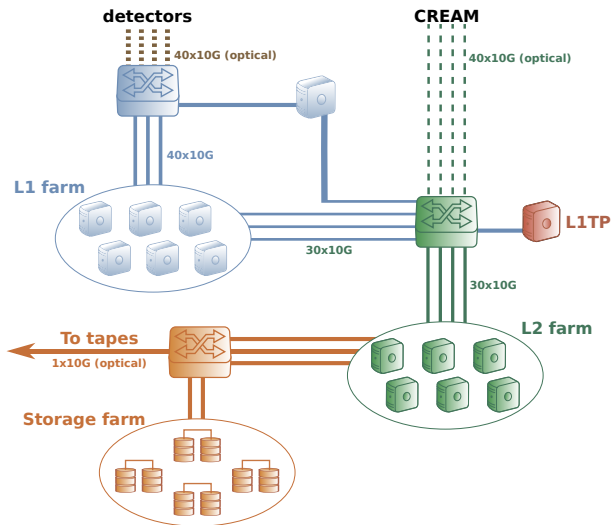 detectors
CREAM
40x10G (optical)
40x10G (optical)
40x10G
L1 farm
L1TP
30x10G
30x10G
To tapes
L2 farm
1x10G (optical)
Storage farm